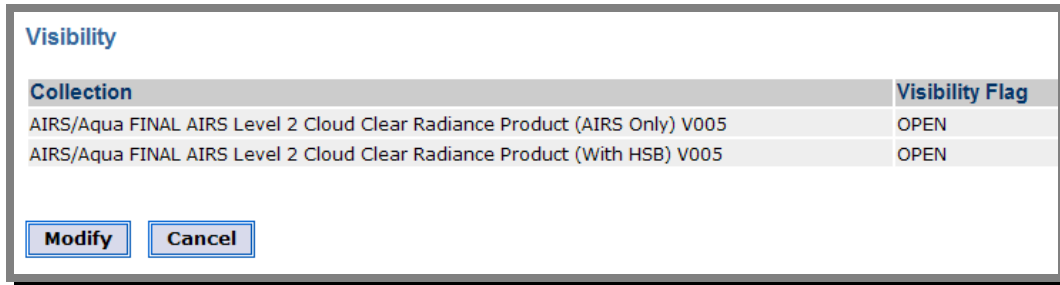 Visibility
Collection Visibility Flag
AIRS/Aqua FINAL AIRS Level 2 Cloud Clear Radiance Product (AIRS Only) V005 OPEN
AIRS/Aqua FINAL AIRS Level 2 Cloud Clear Radiance Product (With HSB) V005 OPEN
Modify Cancel